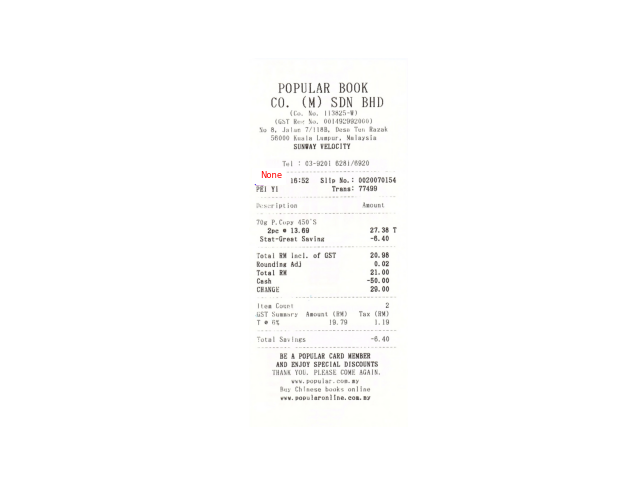 POPULAR BOOK
CO. (M) SDN BHD
(Co. No. 113825-W)
(GST Reg No. 001492992000)
No 8, Jalan 7/118B, Desa Tun Razak
56000 Kuala Lumpur, Malaysia
SUNWAY VELOCITY
Tel : 03-9201 6281/6920
None 16:52 Slip No.: 0020070154
PEI YI Trans: 77499
Description Amount
70g P.Copy 450'S
2pc @ 13.69 27.38 T
Stat-Great Saving -6.40
Total RM Incl. of GST 20.98
Rounding Adj 0.02
Total RM 21.00
Cash -50.00
CHANGE 29.00
Item Count 2
GST Summary Amount (RM) Tax (RM)
T @ 6% 19.79 1.19
Total Savings -6.40
BE A POPULAR CARD MEMBER
AND ENJOY SPECIAL DISCOUNTS
THANK YOU. PLEASE COME AGAIN.
www.popular.com.my
Buy Chinese books online
www.popularonline.com.my